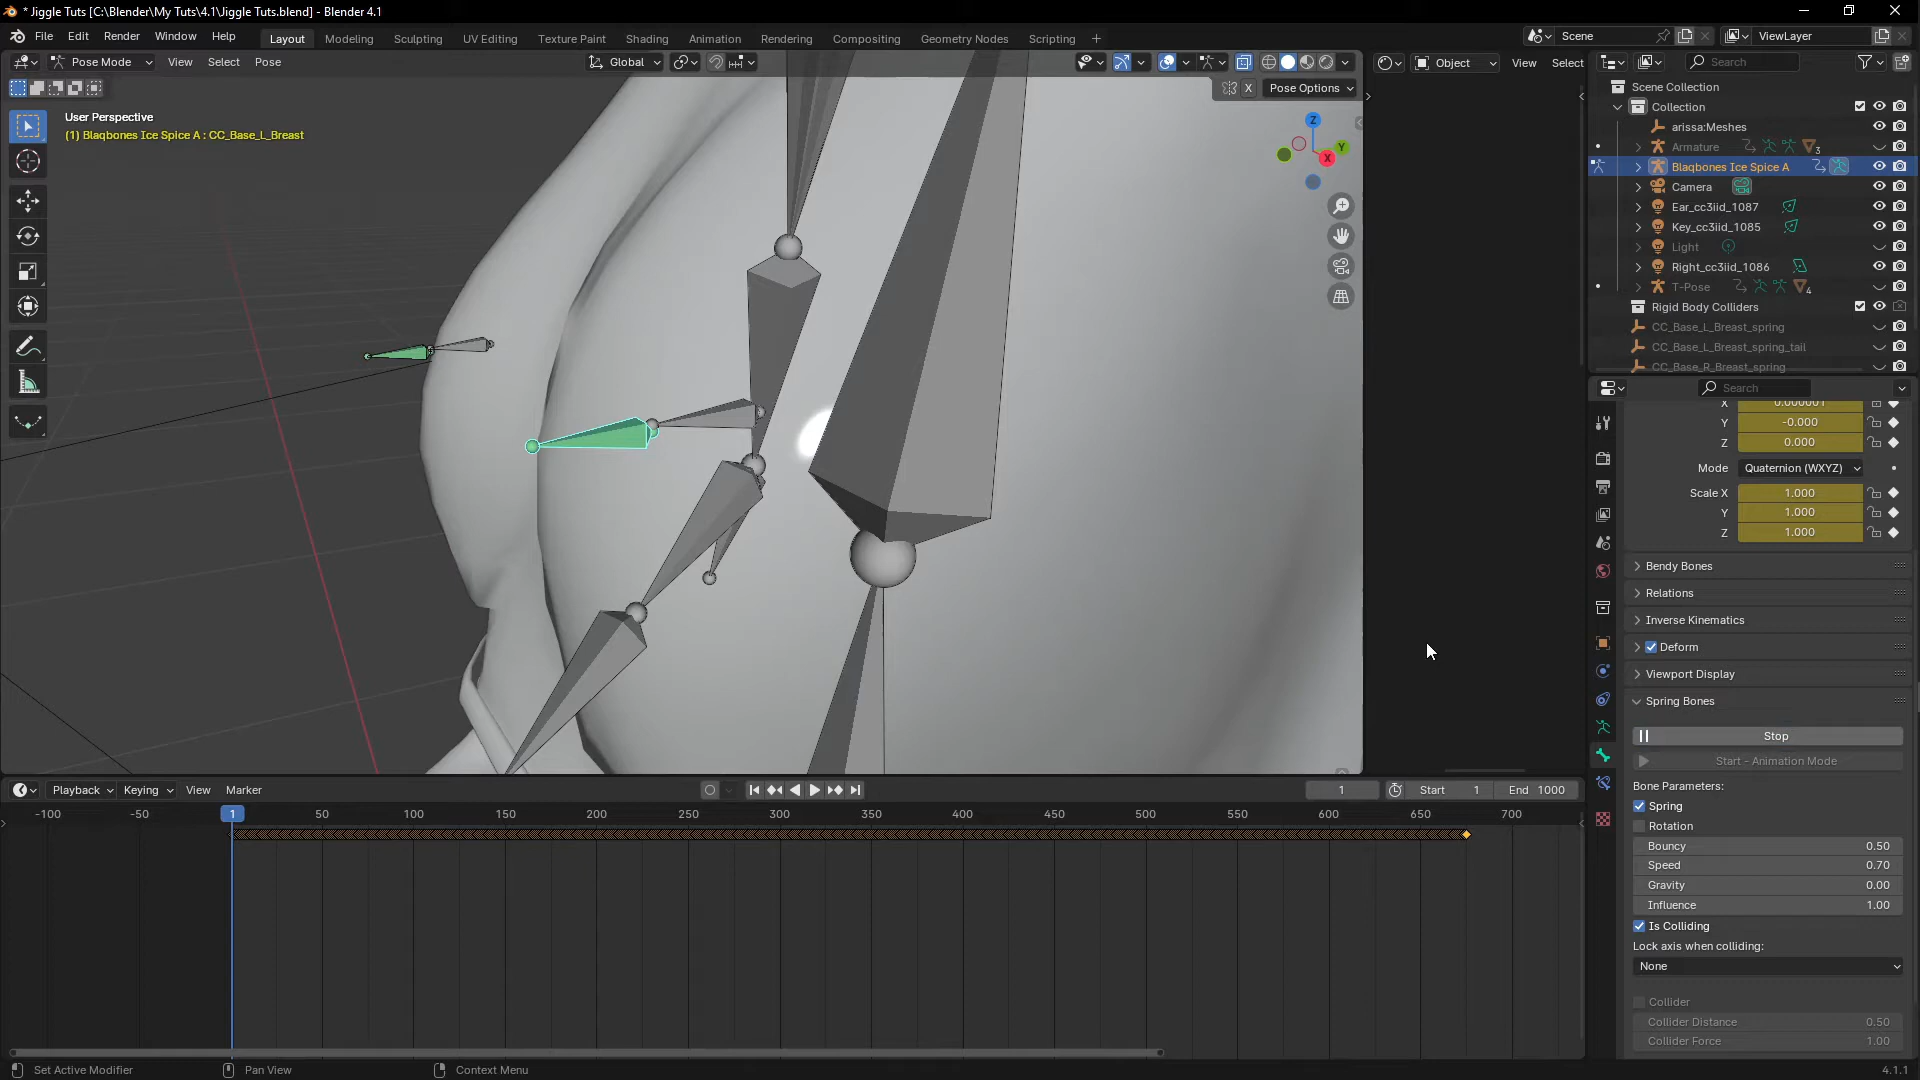 * Jiggle Tuts [C:\Blender\My Tuts\4.1\Jiggle Tuts.blend] - Blender 4.1
File Edit Render Window Help Layout Modeling Sculpting UV Editing Texture Paint Shading Animation Rendering Compositing Geometry Nodes Scripting + Scene ViewLayer
Pose Mode View Select Pose Global Object View Select Search
X Pose Options
User Perspective
(1) Blaqbones Ice Spice A : CC_Base_L_Breast
Z
Y
X
Scene Collection
Collection
arissa:Meshes
Armature 3
Blaqbones Ice Spice A
Camera
Ear_cc3iid_1087
Key_cc3iid_1085
Light
Right_cc3iid_1086
T-Pose 4
Rigid Body Colliders
CC_Base_L_Breast_spring
CC_Base_L_Breast_spring_tail
CC_Base_R_Breast_spring
Search
X 0.000001
Y -0.000
Z 0.000
Mode Quaternion (WXYZ)
Scale X 1.000
Y 1.000
Z 1.000
Bendy Bones
Relations
Inverse Kinematics
Deform
Viewport Display
Spring Bones
Stop
Start - Animation Mode
Bone Parameters:
Spring
Rotation
Bouncy 0.50
Speed 0.70
Gravity 0.00
Influence 1.00
Is Colliding
Lock axis when colliding:
None
Collider
Collider Distance 0.50
Collider Force 1.00
Playback Keying View Marker 1 Start 1 End 1000
-100 -50 1 50 100 150 200 250 300 350 400 450 500 550 600 650 700
Set Active Modifier Pan View Context Menu 4.1.1